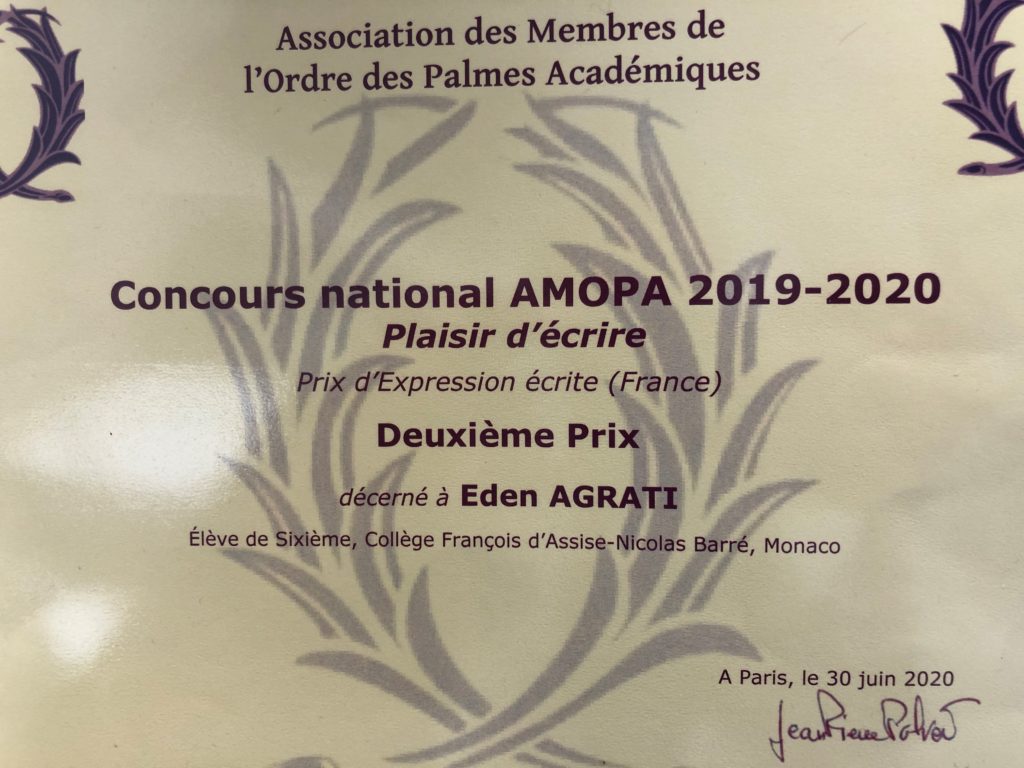 Association des Membres de
l'Ordre des Palmes Académiques
Concours national AMOPA 2019-2020
Plaisir d'écrire
Prix d'Expression écrite (France)
Deuxième Prix
décerné à Eden AGRATI
Élève de Sixième, Collège François d'Assise-Nicolas Barré, Monaco
A Paris, le 30 juin 2020
Jean Pierre